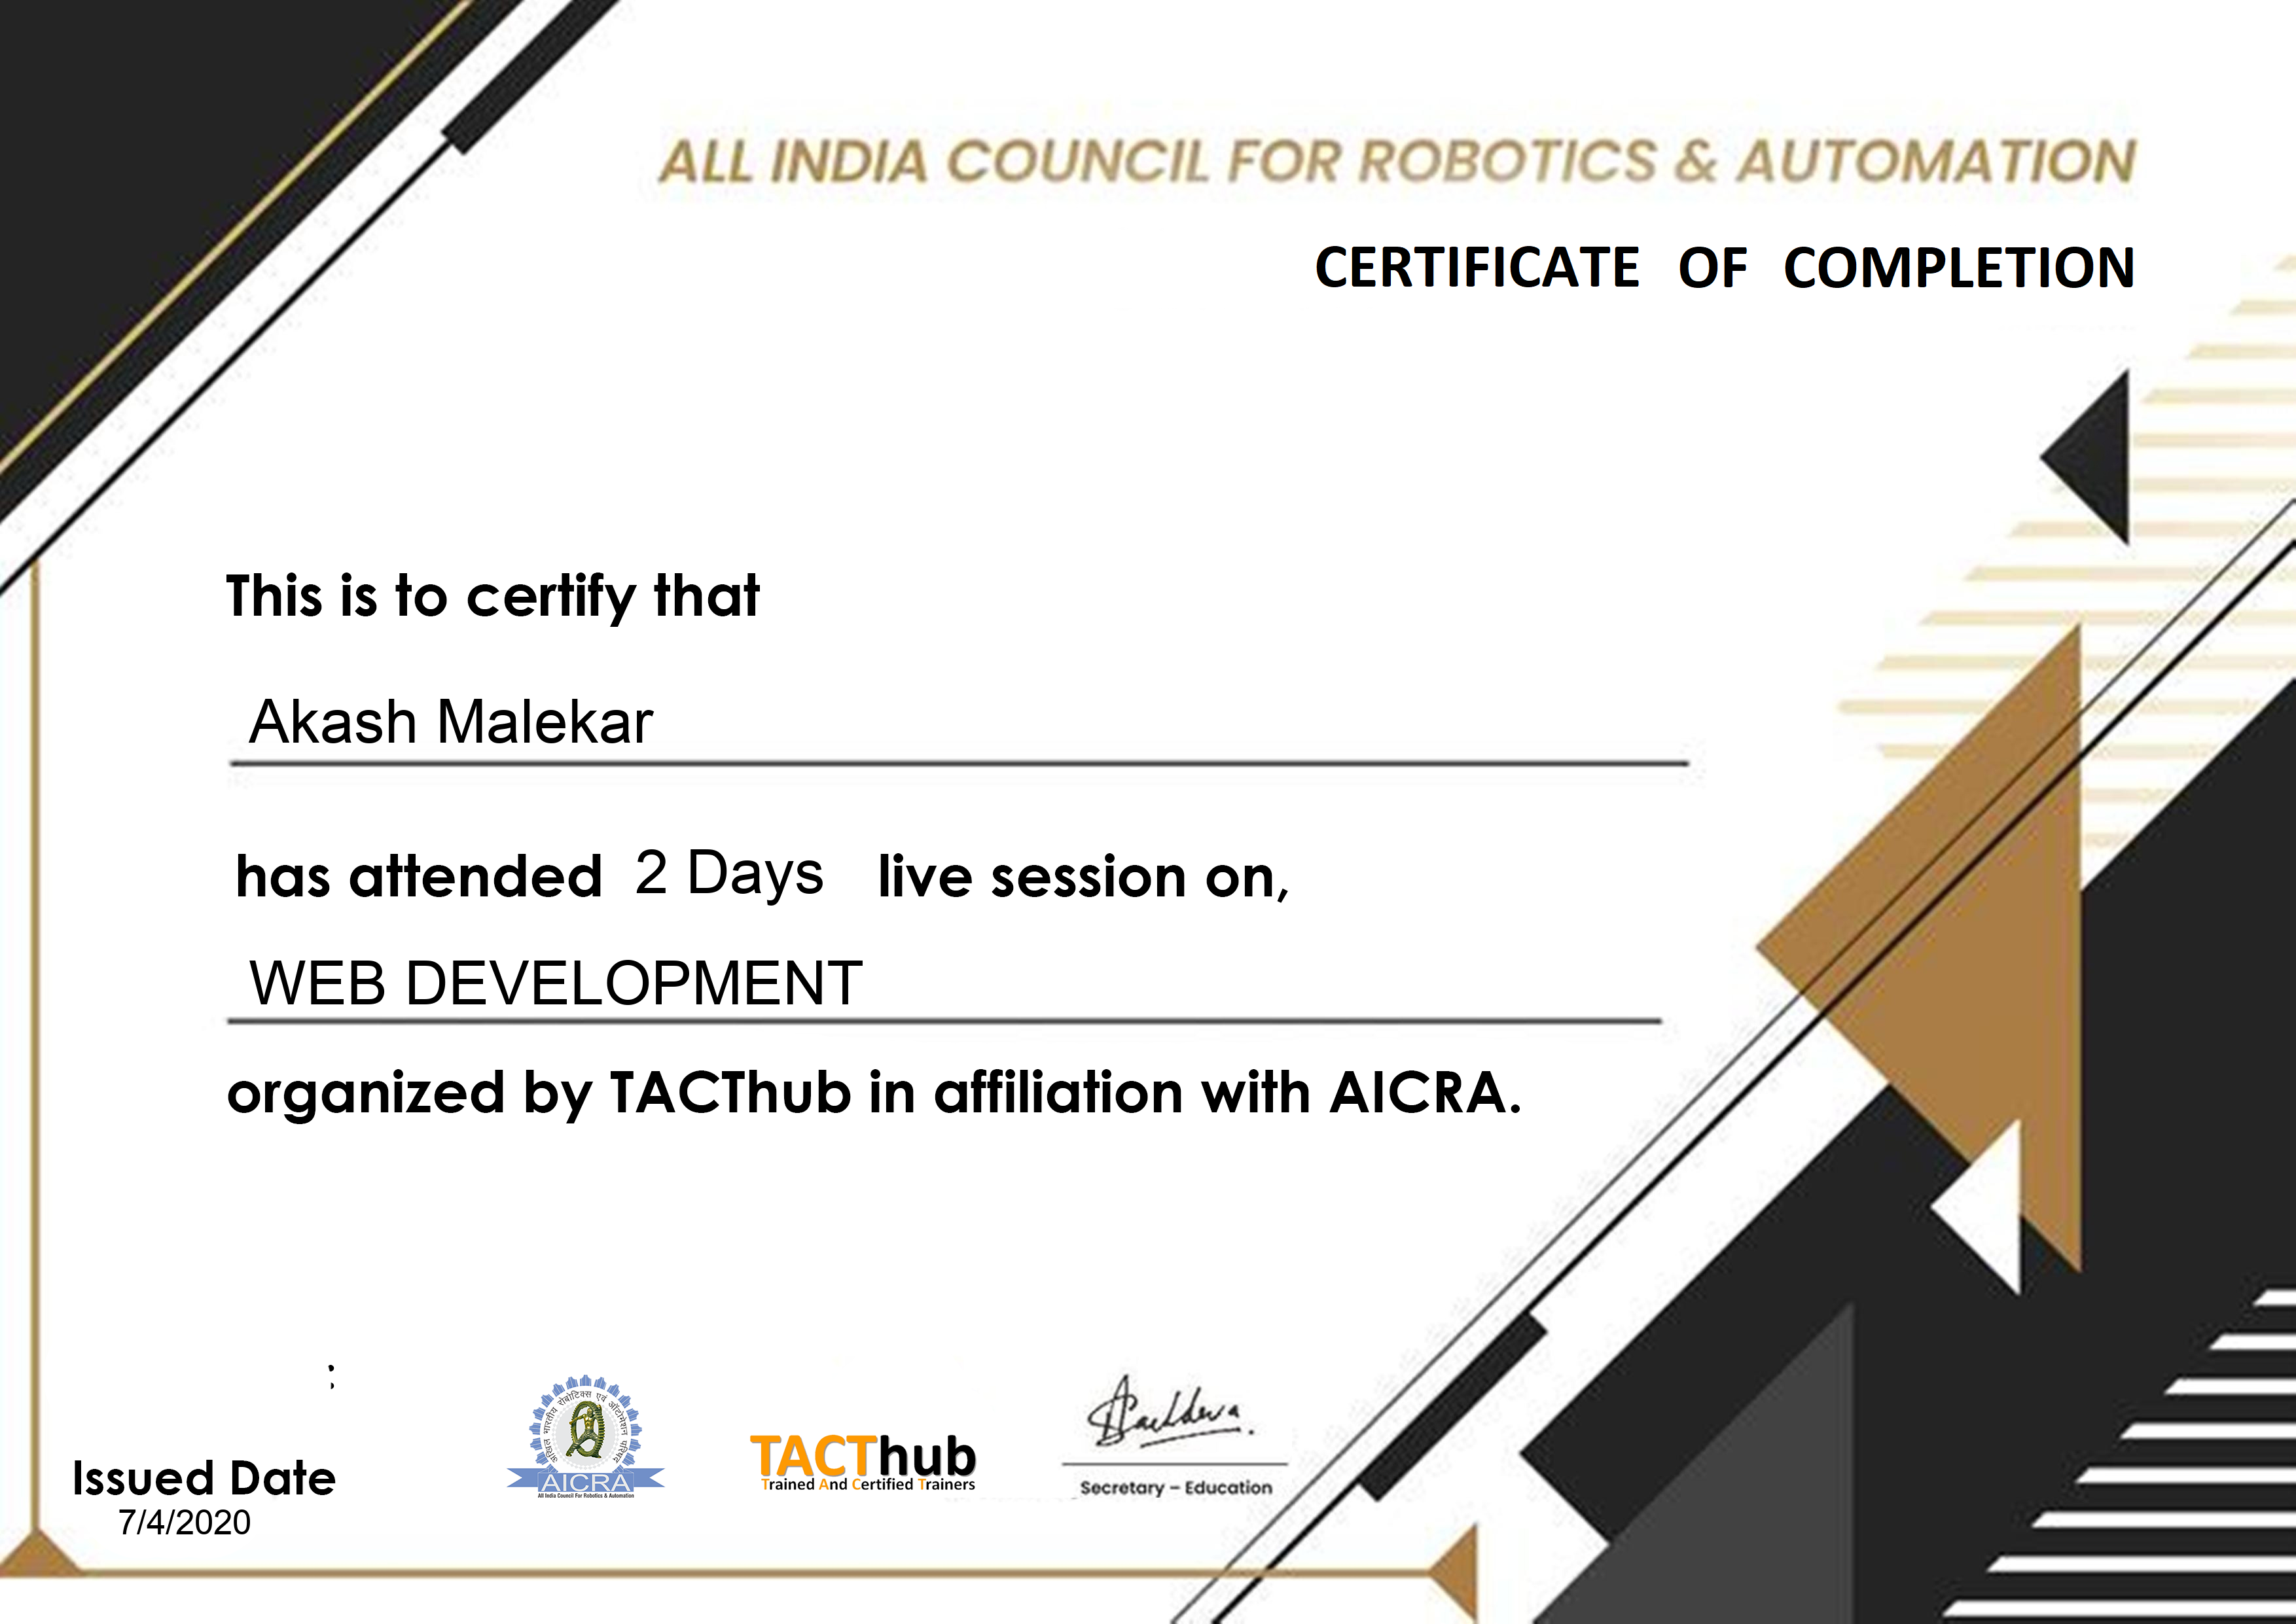 ALL INDIA COUNCIL FOR ROBOTICS & AUTOMATION
CERTIFICATE OF COMPLETION
This is to certify that
Akash Malekar
has attended 2 Days live session on,
WEB DEVELOPMENT
organized by TACThub in affiliation with AICRA.
:
अखिल भारतीय रोबोटिक्स एवं ऑटोमेशन परिषद
AICRA
All India Council For Robotics & Automation
TACThub
Trained And Certified Trainers
Sachdeva
Secretary – Education
Issued Date
7/4/2020